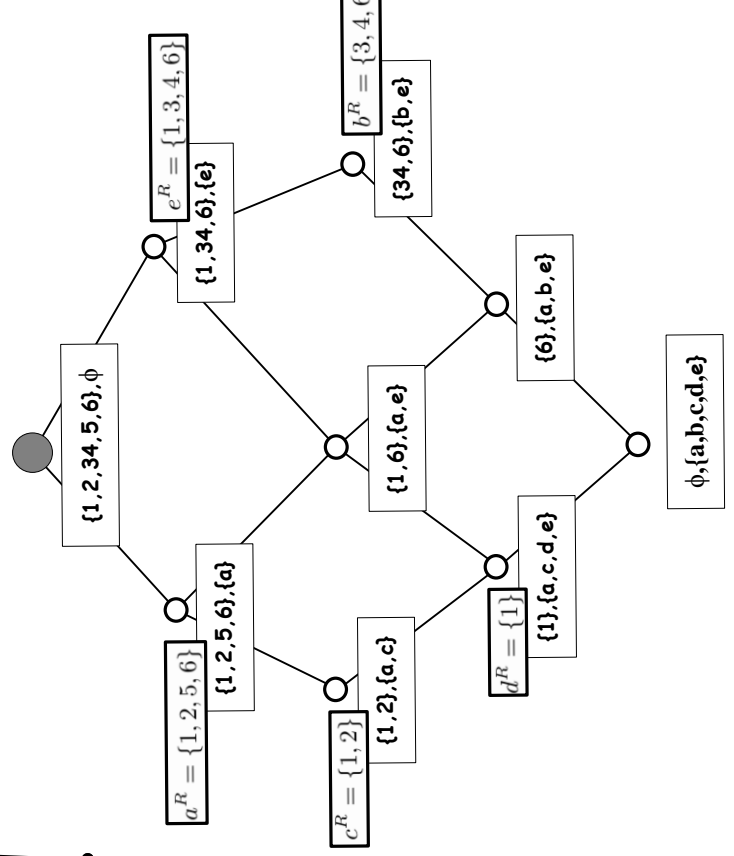 {1,2,34,5,6},ϕ
e^R = {1,3,4,6}
{1,34,6},{e}
a^R = {1,2,5,6}
{1,2,5,6},{a}
b^R = {3,4,6
{34,6},{b,e}
{1,6},{a,e}
c^R = {1,2}
{1,2},{a,c}
{6},{a,b,e}
d^R = {1}
{1},{a,c,d,e}
ϕ,{a,b,c,d,e}